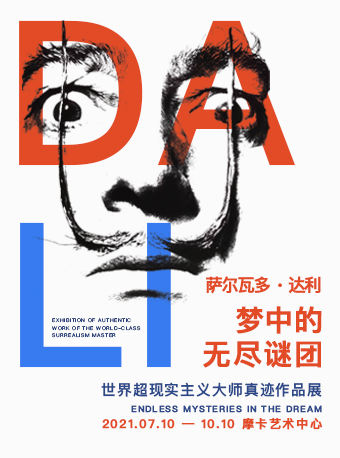 DA
LI
萨尔瓦多·达利
EXHIBITION OF AUTHENTIC
WORK OF THE WORLD-CLASS
SURREALISM MASTER
梦中的
无尽谜团
世界超现实主义大师真迹作品展
ENDLESS MYSTERIES IN THE DREAM
2021.07.10 — 10.10 摩卡艺术中心